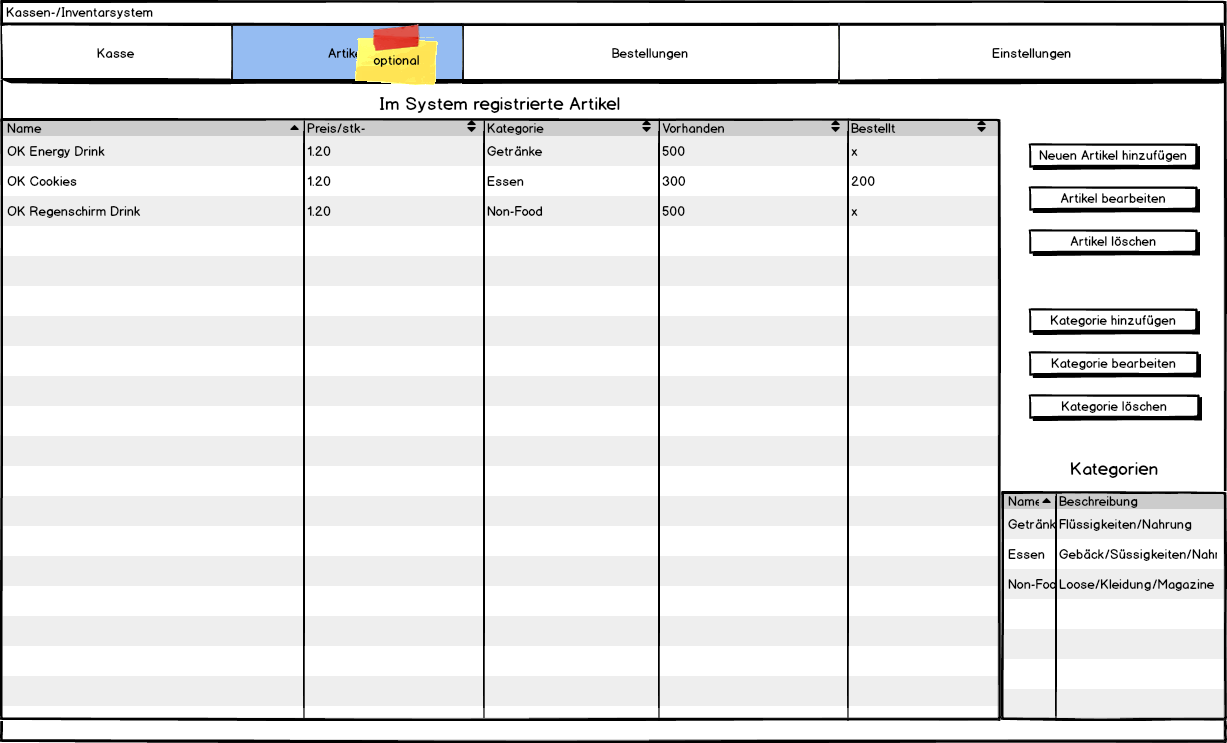 Kassen-/Inventarsystem
Kasse
Artike
optional
Bestellungen
Einstellungen
Im System registrierte Artikel
Name Preis/stk- Kategorie Vorhanden Bestellt
OK Energy Drink 1.20 Getränke 500 x
OK Cookies 1.20 Essen 300 200
OK Regenschirm Drink 1.20 Non-Food 500 x
Neuen Artikel hinzufügen
Artikel bearbeiten
Artikel löschen
Kategorie hinzufügen
Kategorie bearbeiten
Kategorie löschen
Kategorien
Name Beschreibung
Getränk Flüssigkeiten/Nahrung
Essen Gebäck/Süssigkeiten/Nahr
Non-Foo Loose/Kleidung/Magazine